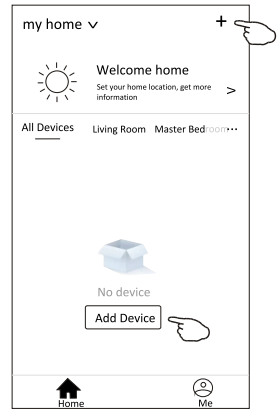 my home
+
Welcome home
Set your home location, get more
information
>
All Devices Living Room Master Bedroom...
No device
Add Device
Home Me